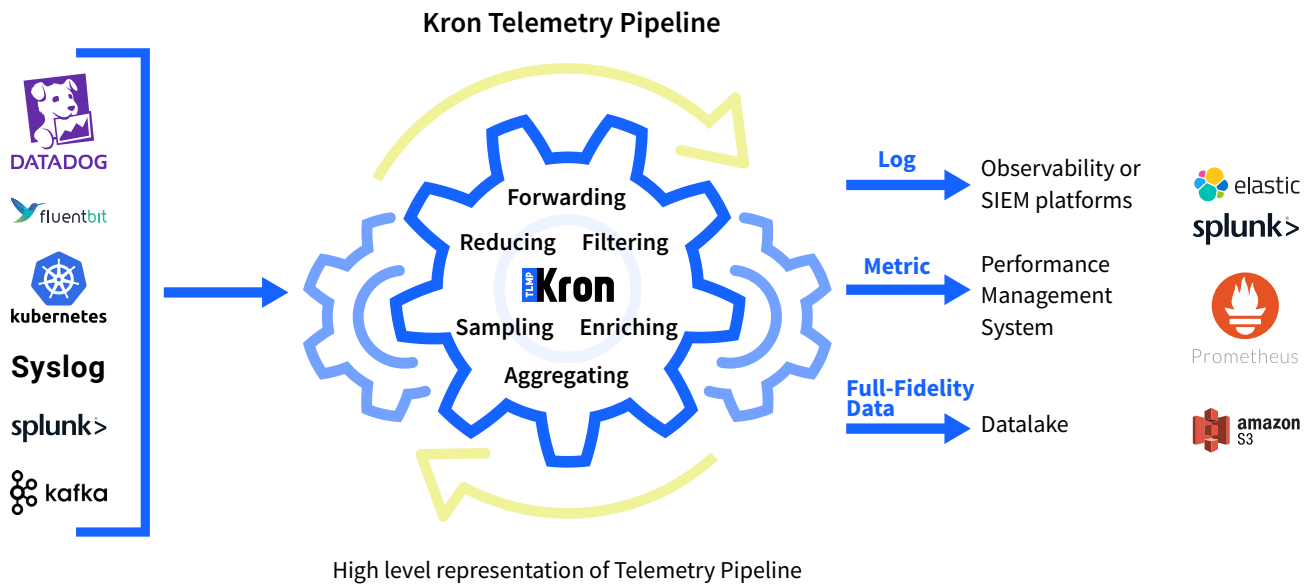 Kron Telemetry Pipeline
DATADOG
fluentbit
kubernetes
Syslog
splunk>
kafka
Forwarding
Reducing Filtering
TLMP Kron
Sampling Enriching
Aggregating
Log
Observability or
SIEM platforms
Metric
Performance
Management
System
Full-Fidelity
Data
Datalake
elastic
splunk>
Prometheus
amazon
S3
High level representation of Telemetry Pipeline